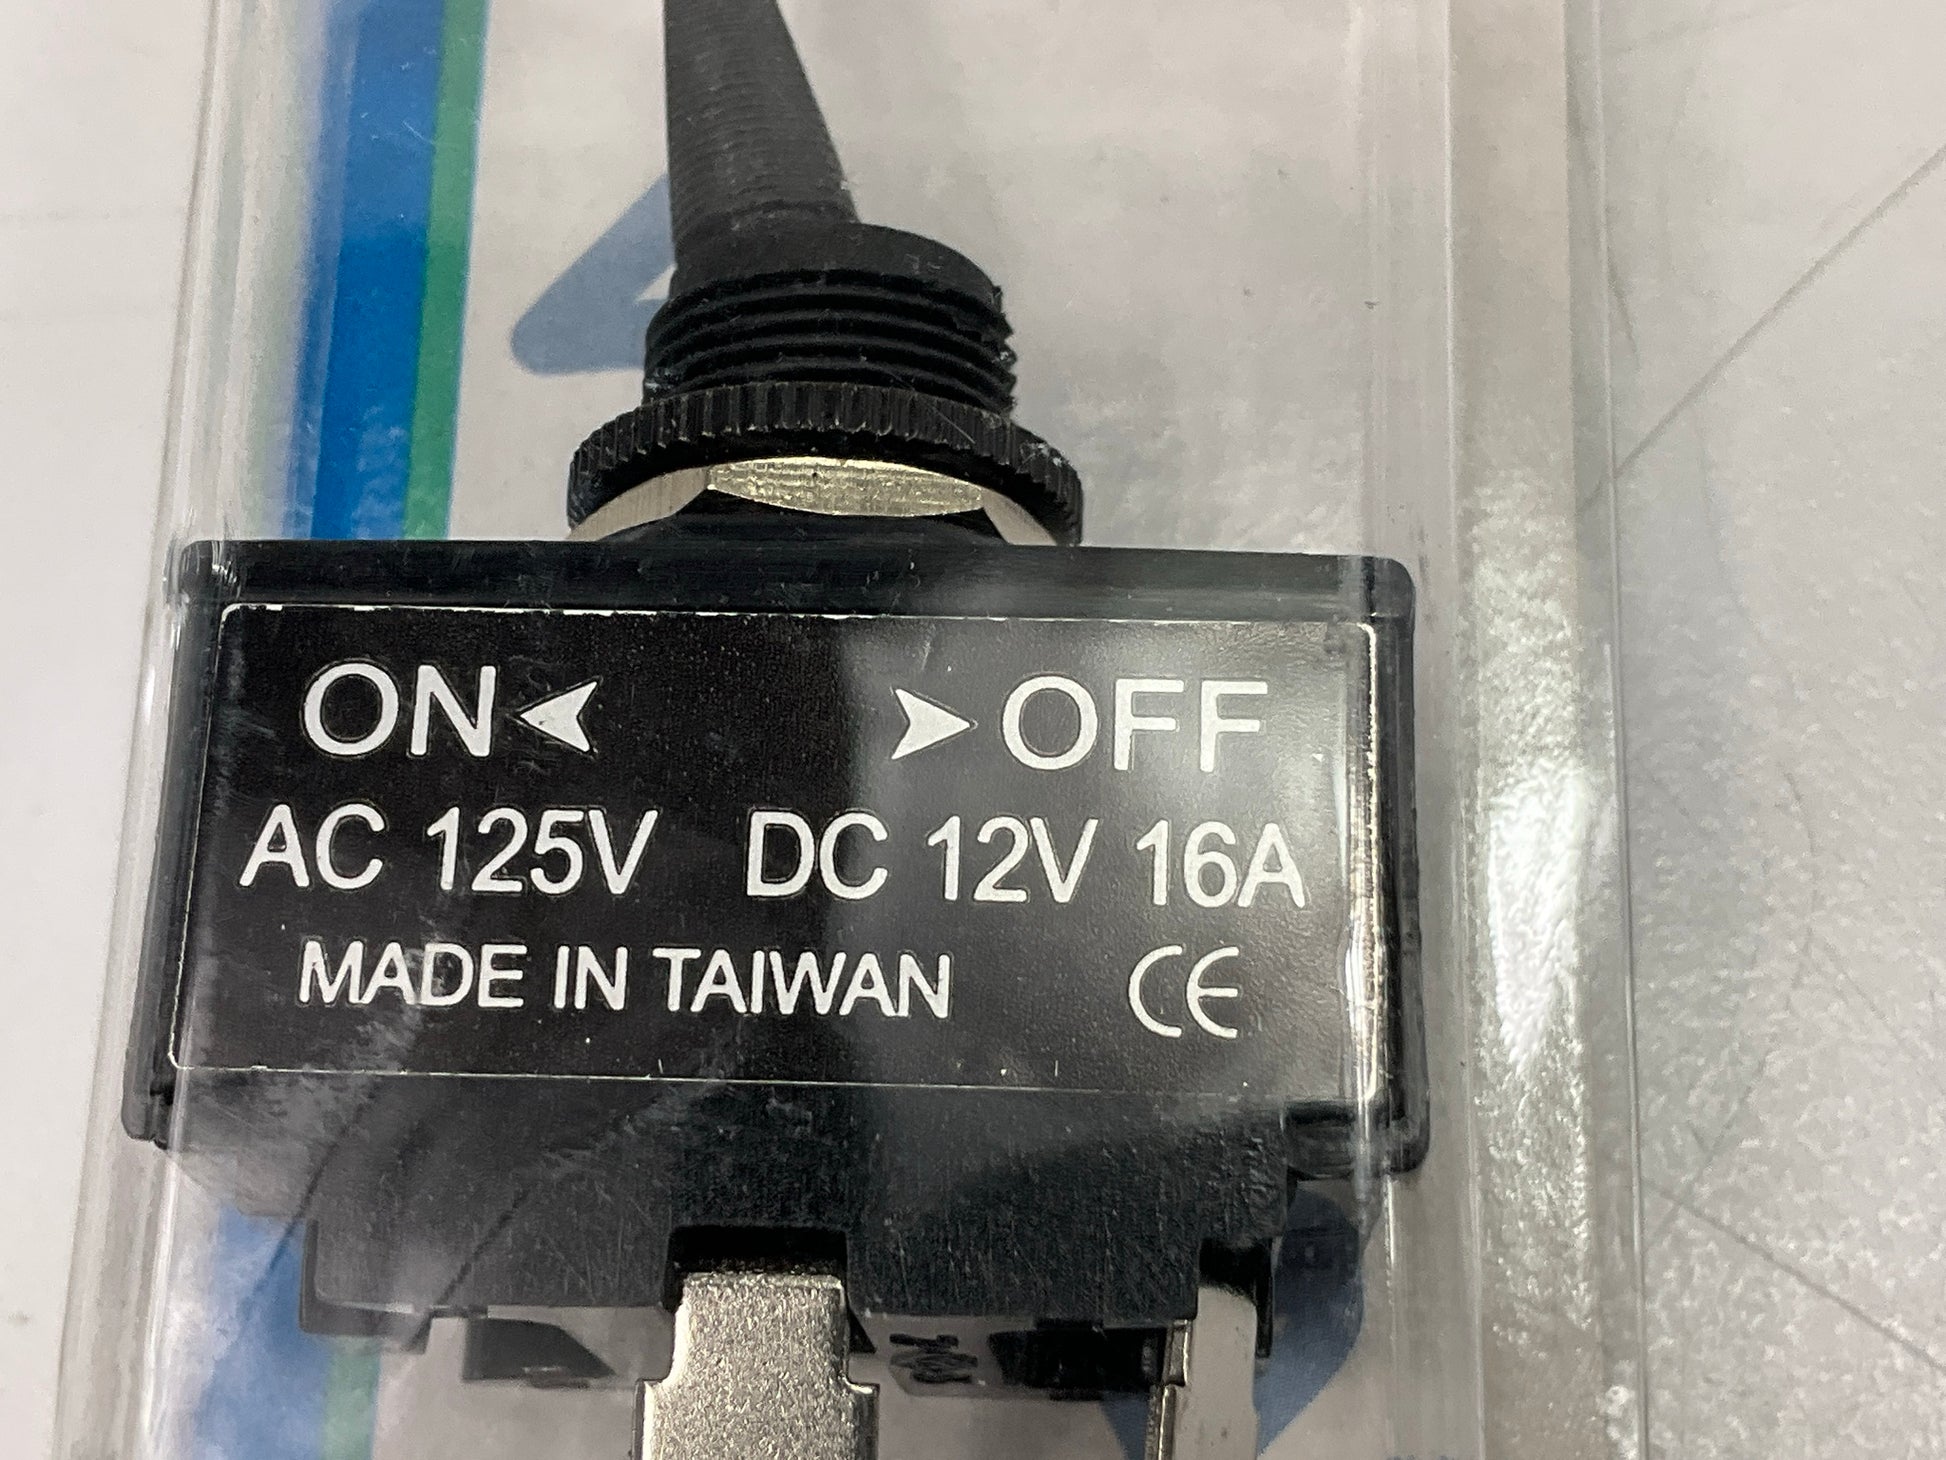 ON⮜ ⮞OFF
AC 125V DC 12V 16A
MADE IN TAIWAN CE